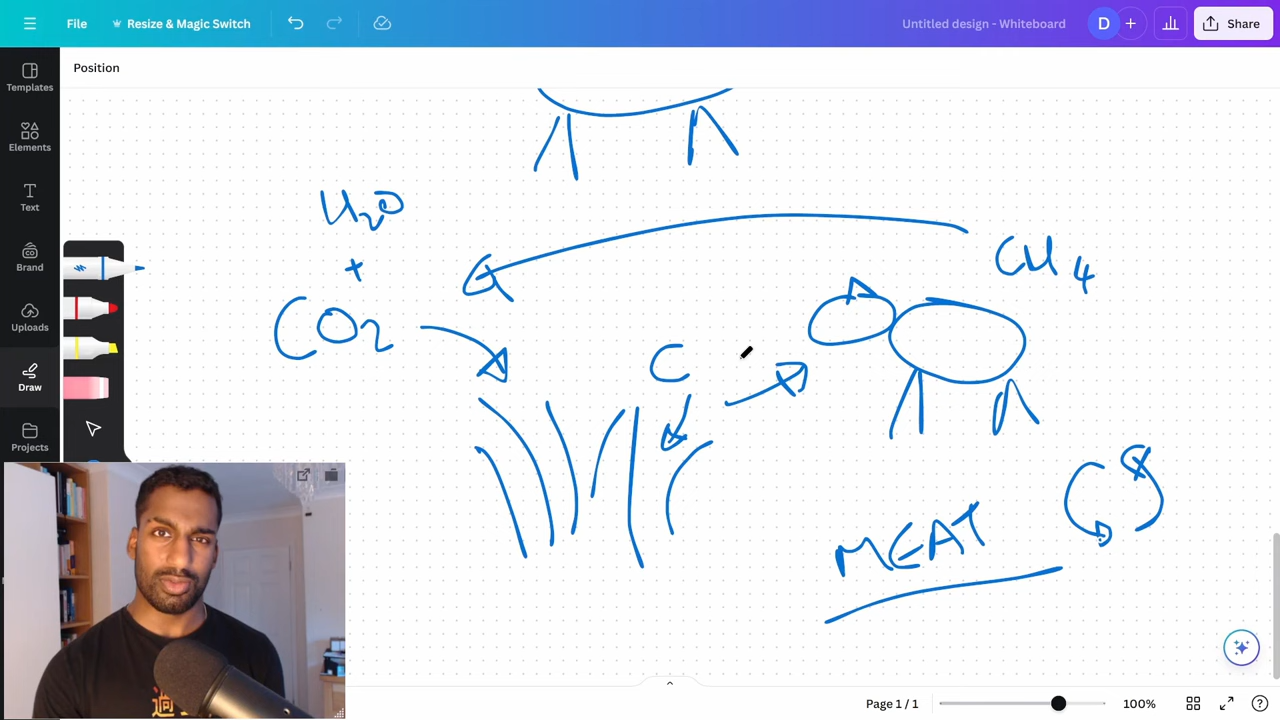 File
Resize & Magic Switch
Untitled design - Whiteboard
D
Share
Position
Templates
Elements
Text
Brand
Uploads
Draw
Projects
H2O
+
CO2
CH4
C
MEAT
Page 1 / 1
100%